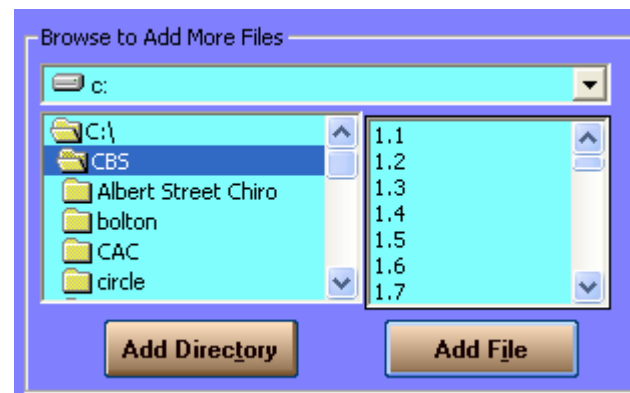 Browse to Add More Files
c:
C:\
CBS
Albert Street Chiro
bolton
CAC
circle
1.1
1.2
1.3
1.4
1.5
1.6
1.7
Add Directory
Add File